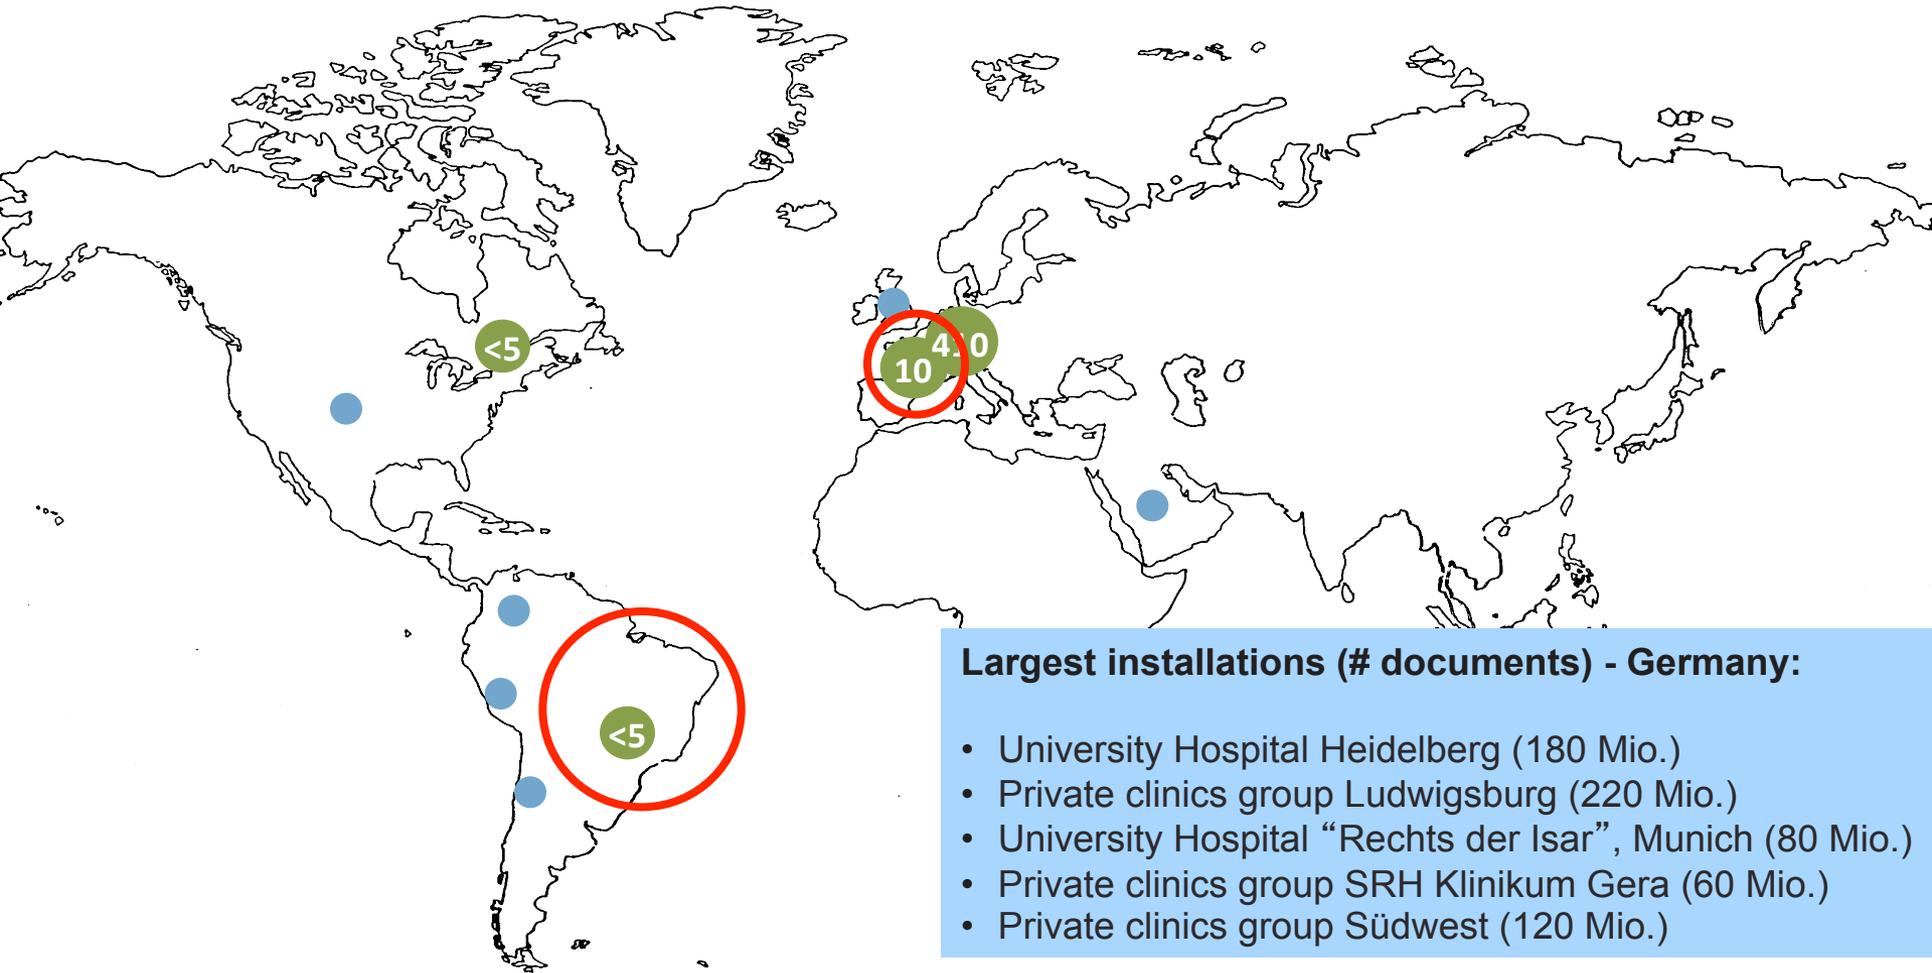 <5
410
10
<5
Largest installations (# documents) - Germany:
• University Hospital Heidelberg (180 Mio.)
• Private clinics group Ludwigsburg (220 Mio.)
• University Hospital “Rechts der Isar”, Munich (80 Mio.)
• Private clinics group SRH Klinikum Gera (60 Mio.)
• Private clinics group Südwest (120 Mio.)